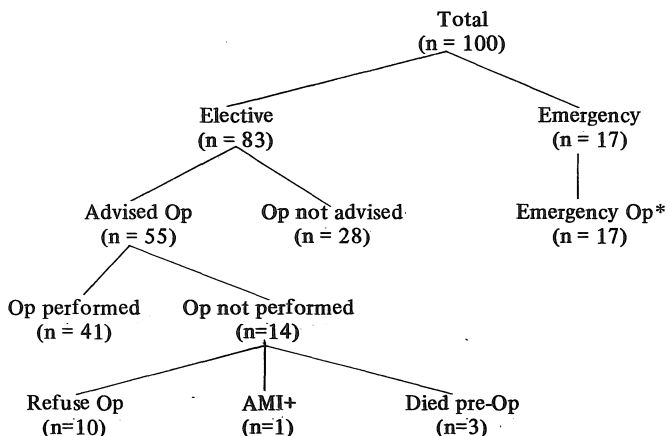 Total
(n = 100)
Elective
(n = 83)
Emergency
(n = 17)
Advised Op
(n = 55)
Op not advised
(n = 28)
Emergency Op*
(n = 17)
Op performed
(n = 41)
Op not performed
(n=14)
Refuse Op
(n=10)
AMI+
(n=1)
Died pre-Op
(n=3)